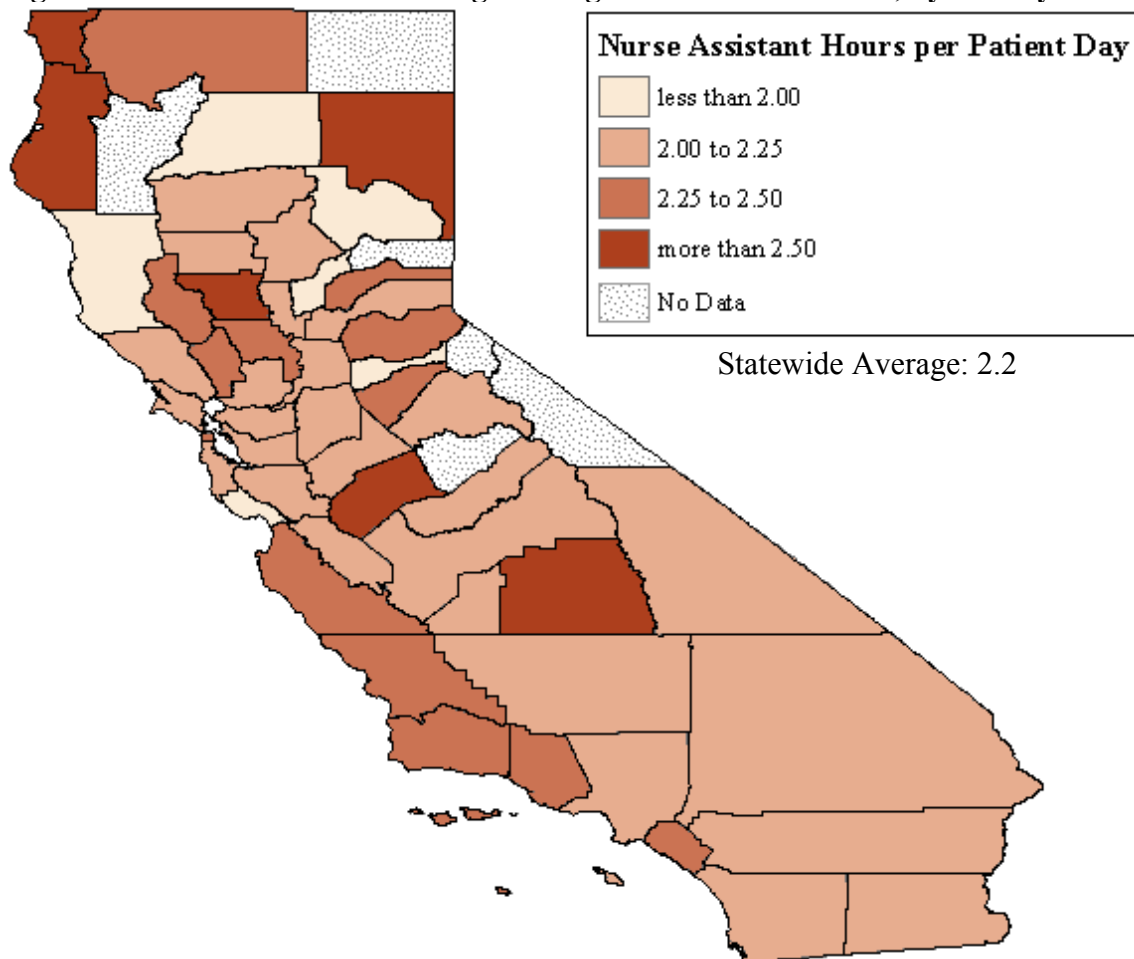 Nurse Assistant Hours per Patient Day
less than 2.00
2.00 to 2.25
2.25 to 2.50
more than 2.50
No Data
Statewide Average: 2.2